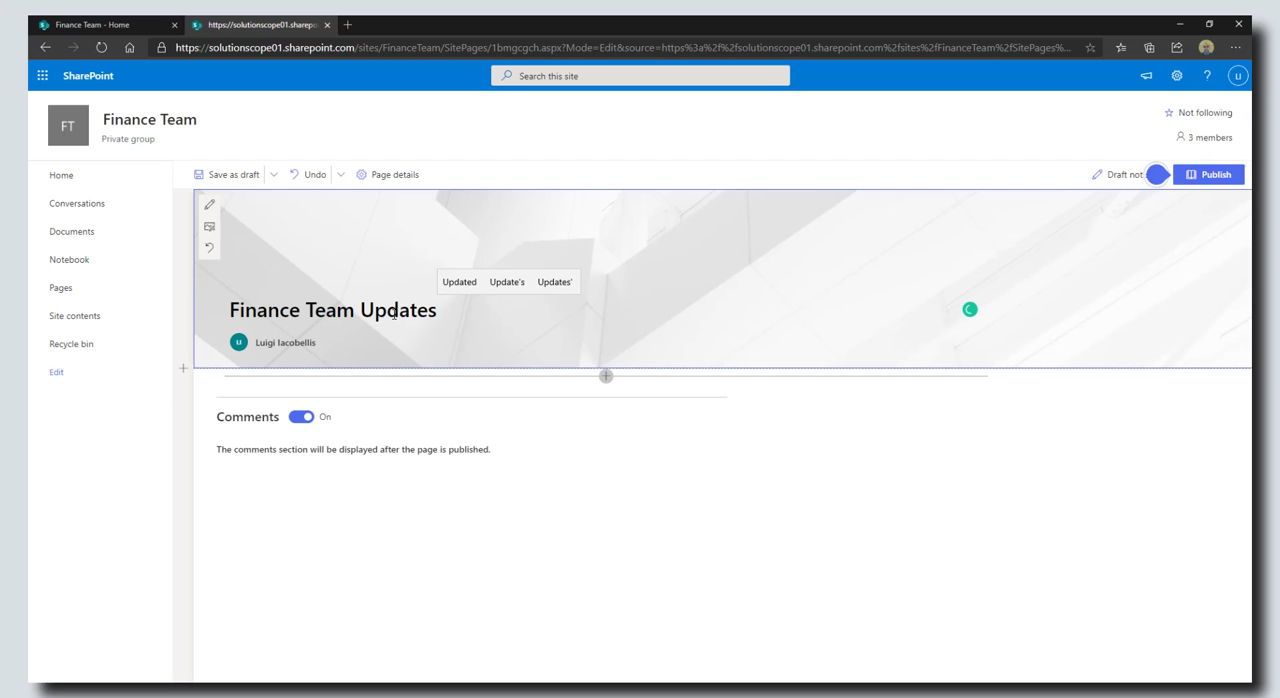 Finance Team - Home
https://solutionscope01.sharepo
https://solutionscope01.sharepoint.com/sites/FinanceTeam/SitePages/1bmgcgch.aspx?Mode=Edit&source=https%3a%2f%2fsolutionscope01.sharepoint.com%2fsites%2fFinanceTeam%2fSitePages%...
SharePoint
Search this site
u
FT
Finance Team
Private group
Not following
3 members
Home
Conversations
Documents
Notebook
Pages
Site contents
Recycle bin
Edit
Save as draft
Undo
Page details
Draft not
Publish
Updated Update's Updates'
Finance Team Updates
u
Luigi Iacobellis
Comments
On
The comments section will be displayed after the page is published.